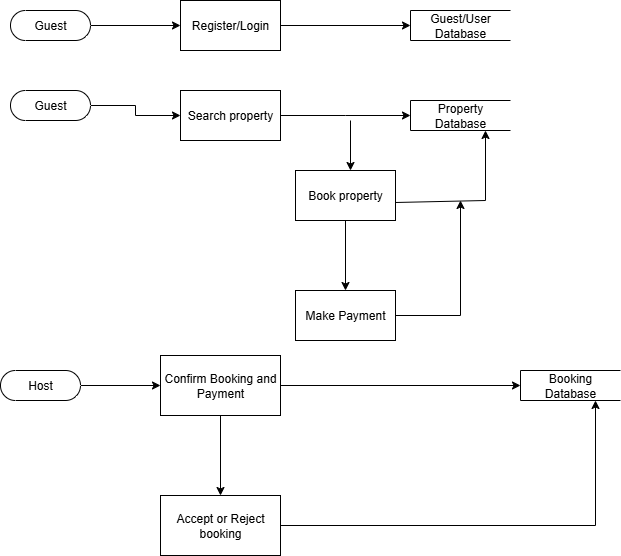 Guest
Register/Login
Guest/User
Database
Guest
Search property
Property
Database
Book property
Make Payment
Host
Confirm Booking and
Payment
Booking
Database
Accept or Reject
booking